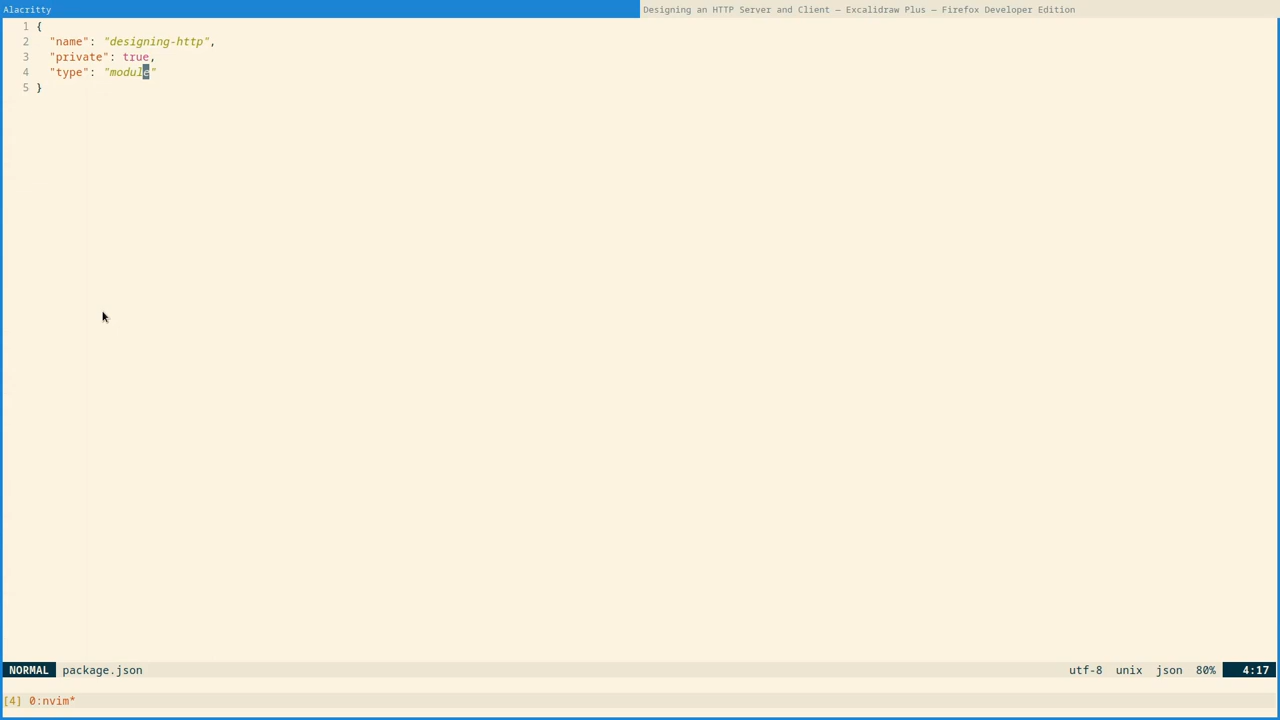 Alacritty
Designing an HTTP Server and Client — Excalidraw Plus — Firefox Developer Edition
1 {
2   "name": "designing-http",
3   "private": true,
4   "type": "module"
5 }
NORMAL package.json utf-8 unix json 80% 4:17
[4] 0:nvim*